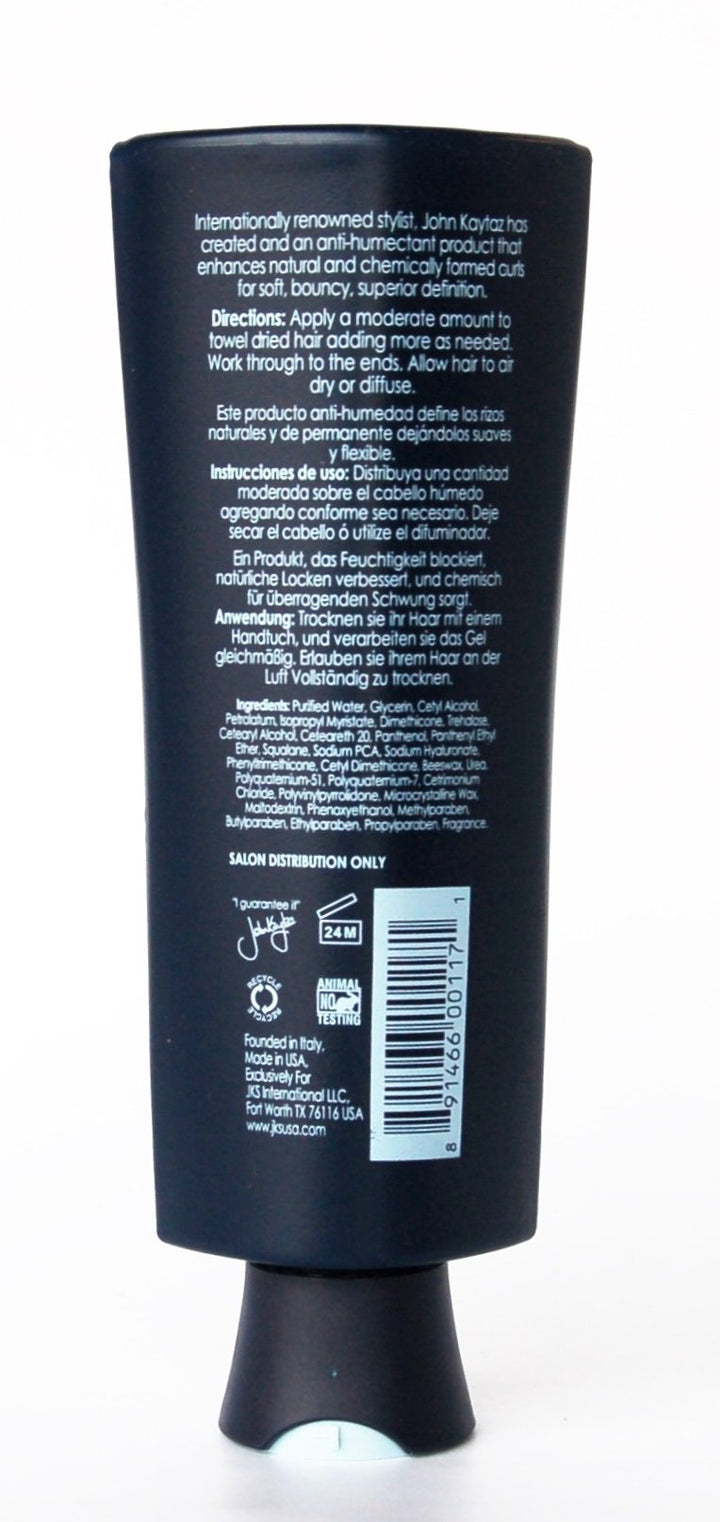 Internationally renowned stylist, John Kaytaz has
created and an anti-humectant product that
enhances natural and chemically formed curls
for soft, bouncy, superior definition.
Directions: Apply a moderate amount to
towel dried hair adding more as needed.
Work through to the ends. Allow hair to air
dry or diffuse.
Este producto anti-humedad define los rizos
naturales y de permanente dejándolos suaves
y flexible.
Instrucciones de uso: Distribuya una cantidad
moderada sobre el cabello húmedo
agregando conforme sea necesario. Deje
secar el cabello ó utilize el difuminador.
Ein Produkt, das Feuchtigkeit blockiert,
natürliche Locken verbessert, und chemisch
für überragenden Schwung sorgt.
Anwendung: Trocknen sie ihr Haar mit einem
Handtuch, und verarbeiten sie das Gel
gleichmäßig. Erlauben sie ihrem Haar an der
Luft Vollständig zu trocknen.
Ingredients: Purified Water, Glycerin, Cetyl Alcohol,
Petrolatum, Isopropyl Myristate, Dimethicone, Trehalose,
Cetearyl Alcohol, Ceteareth 20, Panthenol, Panthenyl Ethyl
Ether, Squalane, Sodium PCA, Sodium Hyaluronate,
Phenyltrimethicone, Cetyl Dimethicone, Beeswax, Urea,
Polyquaternium-51, Polyquaternium-7, Cetrimonium
Chloride, Polyvinylpyrrolidone, Microcrystalline Wax,
Maltodextrin, Phenoxyethanol, Methylparaben,
Butylparaben, Ethylparaben, Propylparaben, Fragrance.
SALON DISTRIBUTION ONLY
"I guarantee it"
John Kaytaz
24 M
RECYCLE
RECYCLE
ANIMAL
NO
TESTING
Founded in Italy,
Made in USA,
Exclusively For
JKS International LLC,
Fort Worth TX 76116 USA
www.jksusa.com
8 91466 00117 1